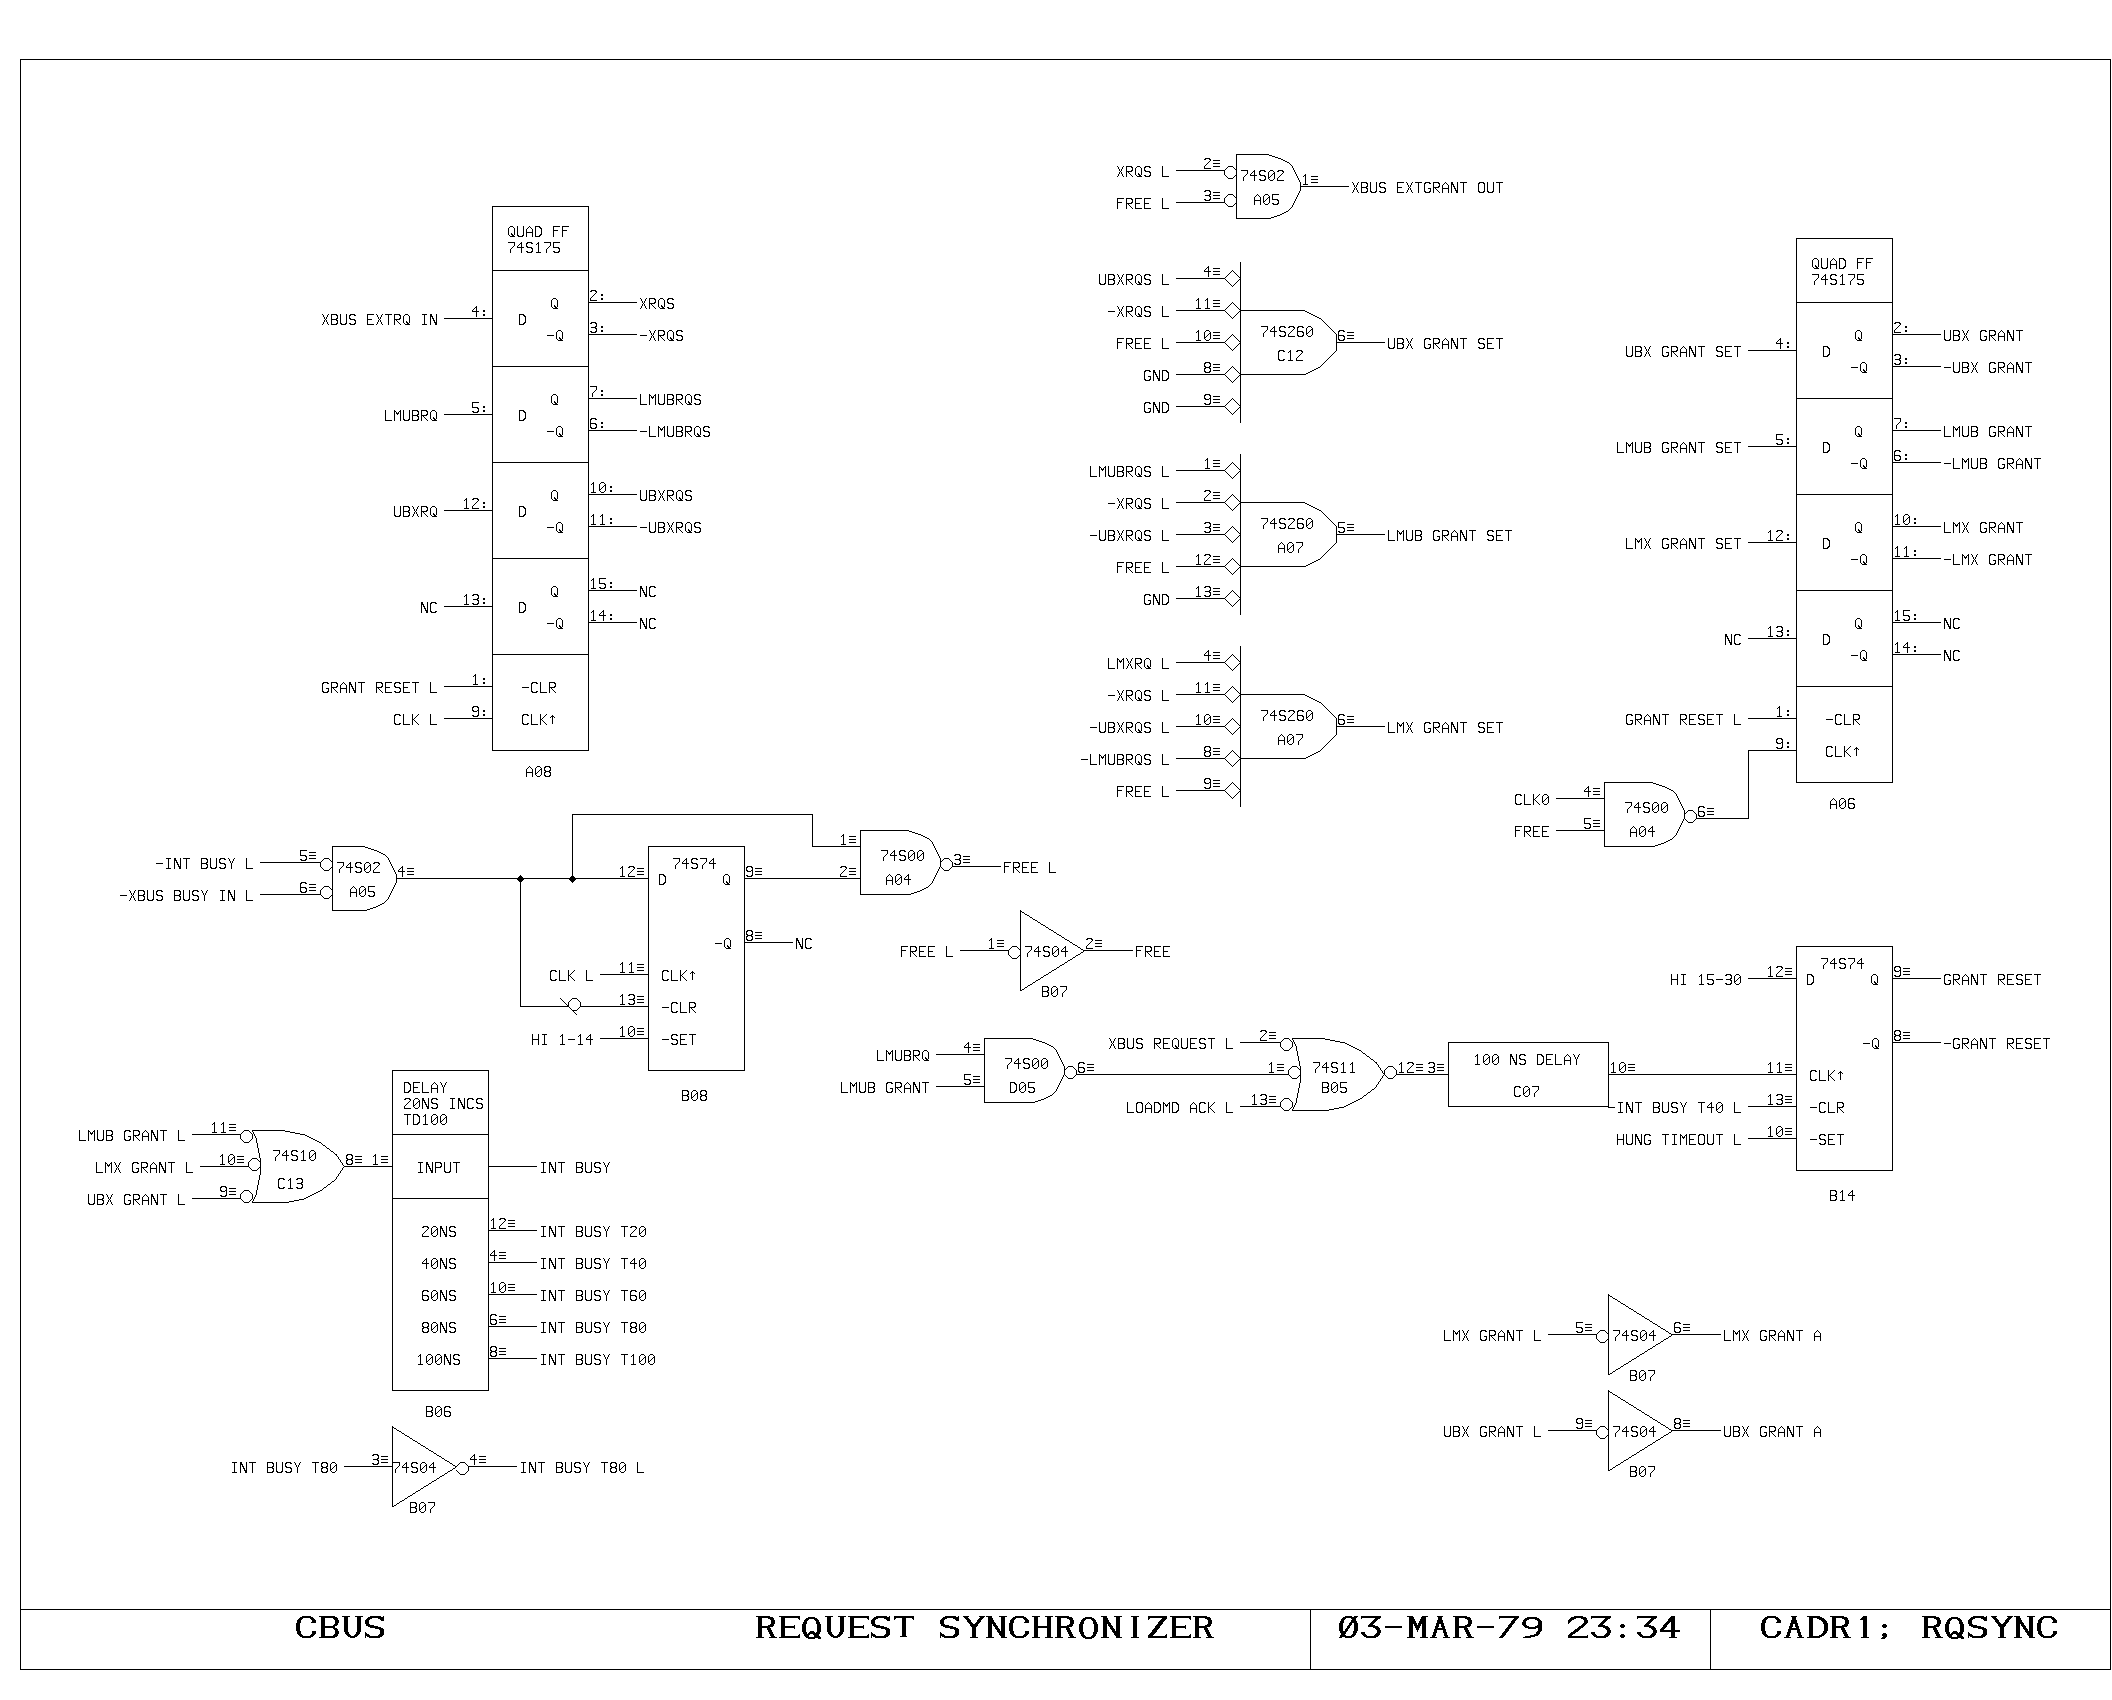 2≡
XRQS L
74S02
1≡
XBUS EXTGRANT OUT
3≡
FREE L
A05
QUAD FF
74S175
XBUS EXTRQ IN
4:
D
Q
2:
XRQS
-Q
3:
-XRQS
LMUBRQ
5:
D
Q
7:
LMUBRQS
-Q
6:
-LMUBRQS
UBXRQ
12:
D
Q
10:
UBXRQS
-Q
11:
-UBXRQS
NC
13:
D
Q
15:
NC
-Q
14:
NC
GRANT RESET L
1:
-CLR
CLK L
9:
CLK↑
A08
UBXRQS L
4≡
-XRQS L
11≡
FREE L
10≡
GND
8≡
GND
9≡
74S260
C12
6≡
UBX GRANT SET
LMUBRQS L
1≡
-XRQS L
2≡
-UBXRQS L
3≡
FREE L
12≡
GND
13≡
74S260
A07
5≡
LMUB GRANT SET
LMXRQ L
4≡
-XRQS L
11≡
-UBXRQS L
10≡
-LMUBRQS L
8≡
FREE L
9≡
74S260
A07
6≡
LMX GRANT SET
QUAD FF
74S175
UBX GRANT SET
4:
D
Q
2:
UBX GRANT
-Q
3:
-UBX GRANT
LMUB GRANT SET
5:
D
Q
7:
LMUB GRANT
-Q
6:
-LMUB GRANT
LMX GRANT SET
12:
D
Q
10:
LMX GRANT
-Q
11:
-LMX GRANT
NC
13:
D
Q
15:
NC
-Q
14:
NC
GRANT RESET L
1:
-CLR
9:
CLK↑
A06
CLK0
4≡
FREE
5≡
74S00
A04
6≡
-INT BUSY L
5≡
-XBUS BUSY IN L
6≡
74S02
A05
4≡
74S74
12≡
D
Q
9≡
-Q
8≡
NC
CLK L
11≡
CLK↑
13≡
-CLR
HI 1-14
10≡
-SET
B08
1≡
2≡
74S00
A04
3≡
FREE L
FREE L
1≡
74S04
2≡
FREE
B07
LMUBRQ
4≡
LMUB GRANT
5≡
74S00
D05
6≡
XBUS REQUEST L
2≡
1≡
LOADMD ACK L
13≡
74S11
B05
12≡
3≡
100 NS DELAY
C07
10≡
74S74
HI 15-30
12≡
D
Q
9≡
GRANT RESET
-Q
8≡
-GRANT RESET
11≡
CLK↑
-INT BUSY T40 L
13≡
-CLR
HUNG TIMEOUT L
10≡
-SET
B14
LMUB GRANT L
11≡
LMX GRANT L
10≡
UBX GRANT L
9≡
74S10
C13
8≡
1≡
DELAY
20NS INCS
TD100
INPUT
INT BUSY
20NS
12≡
INT BUSY T20
40NS
4≡
INT BUSY T40
60NS
10≡
INT BUSY T60
80NS
6≡
INT BUSY T80
100NS
8≡
INT BUSY T100
B06
INT BUSY T80
3≡
74S04
4≡
INT BUSY T80 L
B07
LMX GRANT L
5≡
74S04
6≡
LMX GRANT A
B07
UBX GRANT L
9≡
74S04
8≡
UBX GRANT A
B07
CBUS
REQUEST SYNCHRONIZER
03-MAR-79 23:34
CADR1; RQSYNC